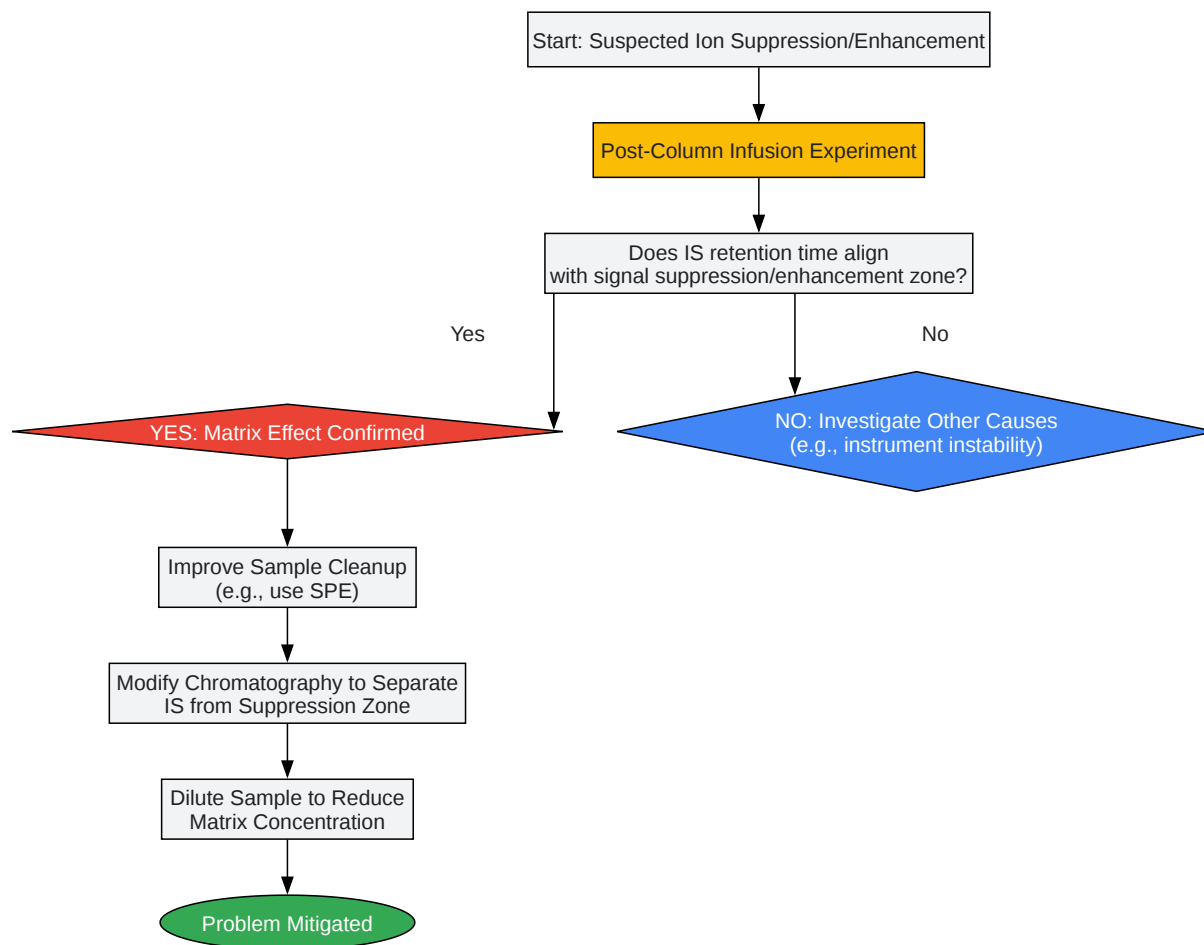 Start: Suspected Ion Suppression/Enhancement
Post-Column Infusion Experiment
Does IS retention time align
with signal suppression/enhancement zone?
Yes
No
YES: Matrix Effect Confirmed
NO: Investigate Other Causes
(e.g., instrument instability)
Improve Sample Cleanup
(e.g., use SPE)
Modify Chromatography to Separate
IS from Suppression Zone
Dilute Sample to Reduce
Matrix Concentration
Problem Mitigated